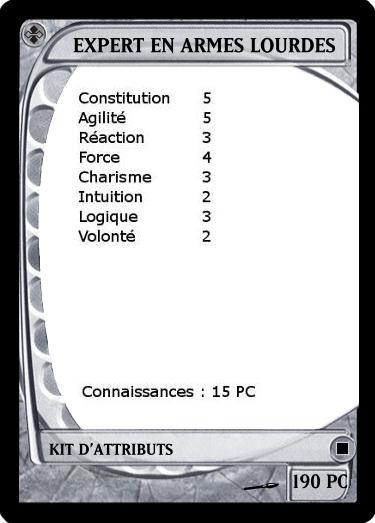 EXPERT EN ARMES LOURDES
Constitution 5
Agilité 5
Réaction 3
Force 4
Charisme 3
Intuition 2
Logique 3
Volonté 2
Connaissances : 15 PC
KIT D'ATTRIBUTS
190 PC